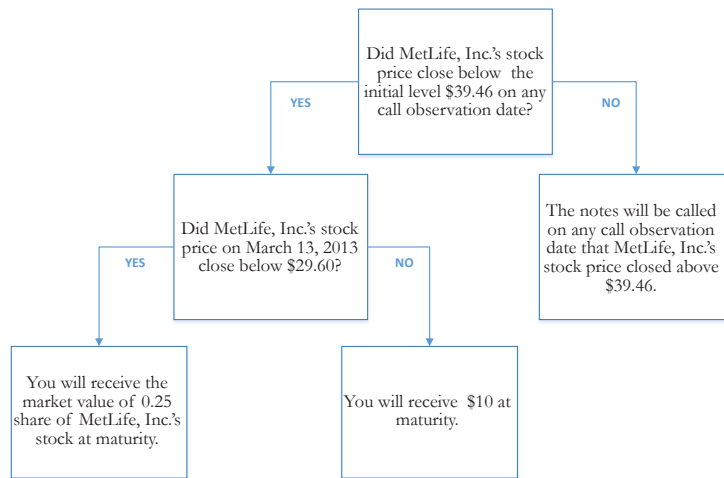 Did MetLife, Inc.'s stock
price close below the
initial level $39.46 on any
call observation date?
YES
NO
Did MetLife, Inc.'s stock
price on March 13, 2013
close below $29.60?
The notes will be called
on any call observation
date that MetLife, Inc.'s
stock price closed above
$39.46.
YES
NO
You will receive the
market value of 0.25
share of MetLife, Inc.'s
stock at maturity.
You will receive $10 at
maturity.